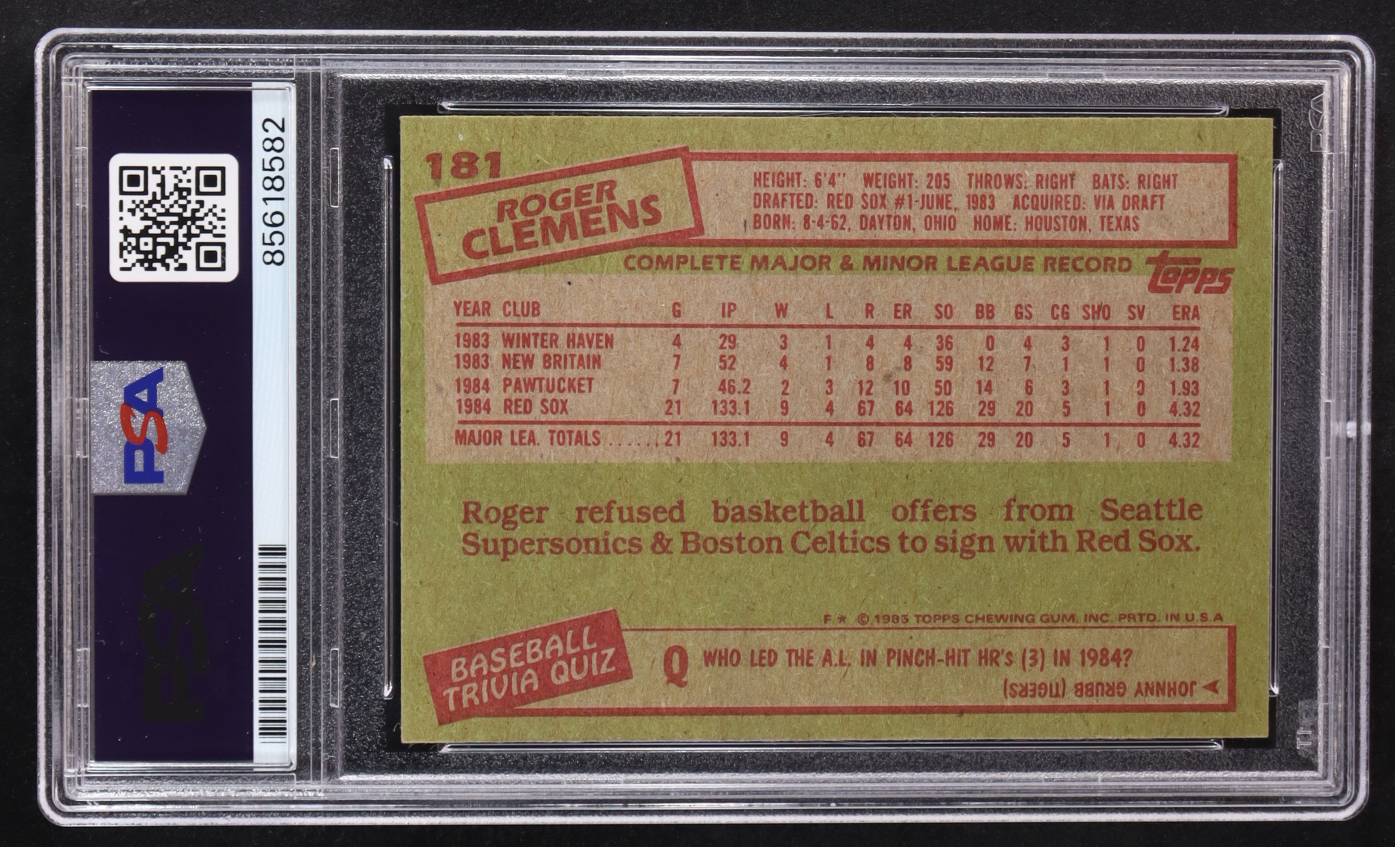 85618582
PSA
PSA
181
ROGER
CLEMENS
HEIGHT: 6'4" WEIGHT: 205 THROWS: RIGHT BATS: RIGHT
DRAFTED: RED SOX #1-JUNE, 1983 ACQUIRED: VIA DRAFT
BORN: 8-4-62, DAYTON, OHIO HOME: HOUSTON, TEXAS
COMPLETE MAJOR & MINOR LEAGUE RECORD topps
YEAR CLUB G IP W L R ER SO BB GS CG SHO SV ERA
1983 WINTER HAVEN 4 29 3 1 4 4 36 0 4 3 1 0 1.24
1983 NEW BRITAIN 7 52 4 1 8 8 59 12 7 1 1 0 1.38
1984 PAWTUCKET 7 46.2 2 3 12 10 50 14 6 3 1 0 1.93
1984 RED SOX 21 133.1 9 4 67 64 126 29 20 5 1 0 4.32
MAJOR LEA. TOTALS ......21 133.1 9 4 67 64 126 29 20 5 1 0 4.32
Roger refused basketball offers from Seattle
Supersonics & Boston Celtics to sign with Red Sox.
F ★ © 1985 TOPPS CHEWING GUM, INC. PRTD. IN U.S.A
BASEBALL
TRIVIA QUIZ
Q WHO LED THE A.L. IN PINCH-HIT HR's (3) IN 1984?
JOHNNY GRUBB (TIGERS)